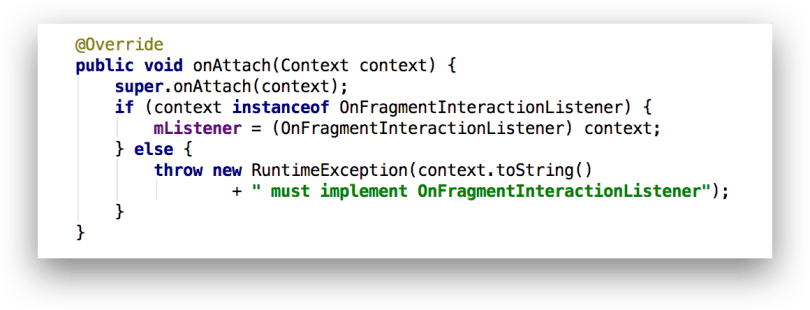 @Override
public void onAttach(Context context) {
    super.onAttach(context);
    if (context instanceof OnFragmentInteractionListener) {
        mListener = (OnFragmentInteractionListener) context;
    } else {
        throw new RuntimeException(context.toString()
                + " must implement OnFragmentInteractionListener");
    }
}